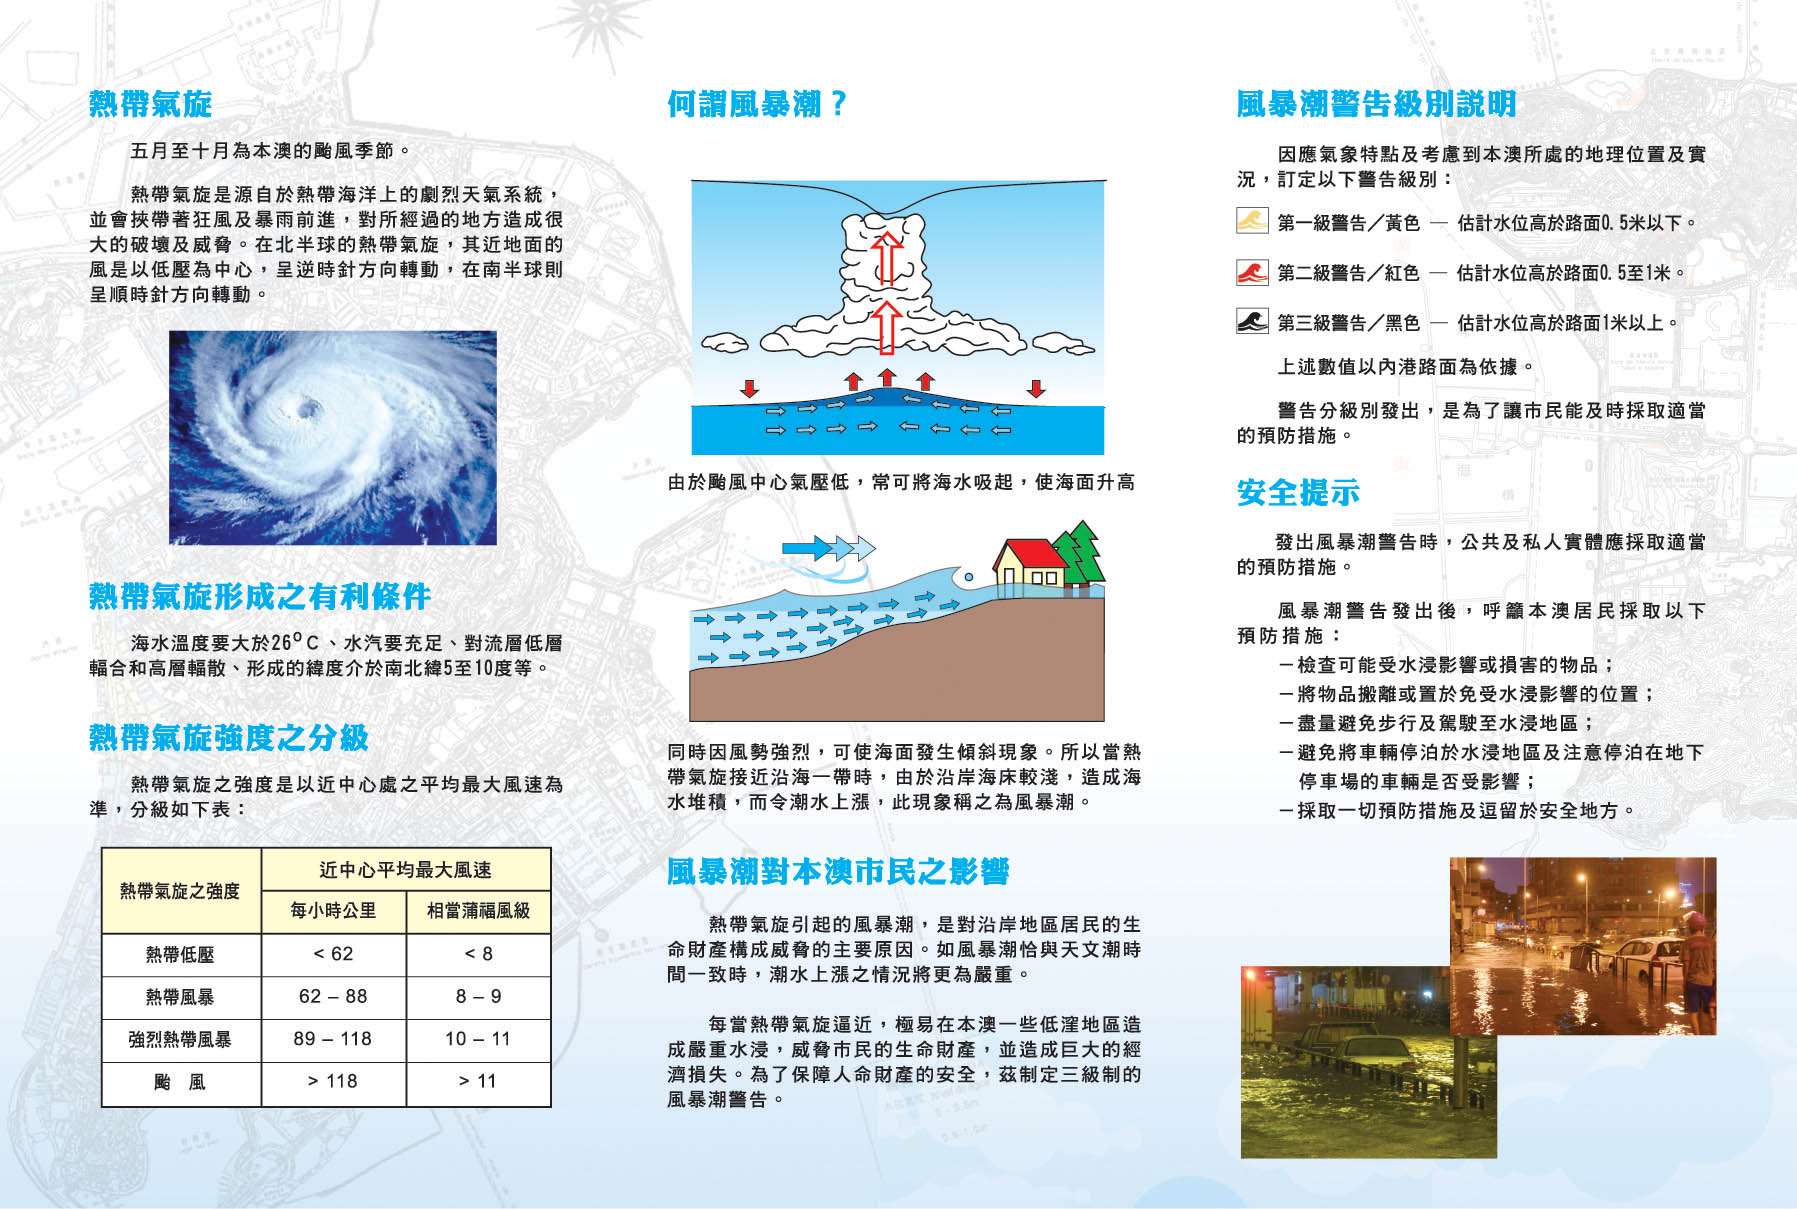 熱帶氣旋
五月至十月為本澳的颱風季節。
熱帶氣旋是源自於熱帶海洋上的劇烈天氣系統，
並會挾帶著狂風及暴雨前進，對所經過的地方造成很
大的破壞及威脅。在北半球的熱帶氣旋，其近地面的
風是以低壓為中心，呈逆時針方向轉動，在南半球則
呈順時針方向轉動。
熱帶氣旋形成之有利條件
海水溫度要大於26°C、水汽要充足、對流層低層
輻合和高層輻散、形成的緯度介於南北緯5至10度等。
熱帶氣旋強度之分級
熱帶氣旋之強度是以近中心處之平均最大風速為
準，分級如下表：
熱帶氣旋之強度
近中心平均最大風速
每小時公里 相當蒲福風級
熱帶低壓 < 62 < 8
熱帶風暴 62 – 88 8 – 9
強烈熱帶風暴 89 – 118 10 – 11
颱 風 > 118 > 11
何謂風暴潮？
由於颱風中心氣壓低，常可將海水吸起，使海面升高
同時因風勢強烈，可使海面發生傾斜現象。所以當熱
帶氣旋接近沿海一帶時，由於沿岸海床較淺，造成海
水堆積，而令潮水上漲，此現象稱之為風暴潮。
風暴潮對本澳市民之影響
熱帶氣旋引起的風暴潮，是對沿岸地區居民的生
命財產構成威脅的主要原因。如風暴潮恰與天文潮時
間一致時，潮水上漲之情況將更為嚴重。
每當熱帶氣旋逼近，極易在本澳一些低漥地區造
成嚴重水浸，威脅市民的生命財產，並造成巨大的經
濟損失。為了保障人命財產的安全，茲制定三級制的
風暴潮警告。
風暴潮警告級別說明
因應氣象特點及考慮到本澳所處的地理位置及實
況，訂定以下警告級別：
第一級警告／黃色 — 估計水位高於路面0.5米以下。
第二級警告／紅色 — 估計水位高於路面0.5至1米。
第三級警告／黑色 — 估計水位高於路面1米以上。
上述數值以內港路面為依據。
警告分級別發出，是為了讓市民能及時採取適當
的預防措施。
安全提示
發出風暴潮警告時，公共及私人實體應採取適當
的預防措施。
風暴潮警告發出後，呼籲本澳居民採取以下
預防措施：
－檢查可能受水浸影響或損害的物品；
－將物品搬離或置於免受水浸影響的位置；
－盡量避免步行及駕駛至水浸地區；
－避免將車輛停泊於水浸地區及注意停泊在地下
停車場的車輛是否受影響；
－採取一切預防措施及逗留於安全地方。